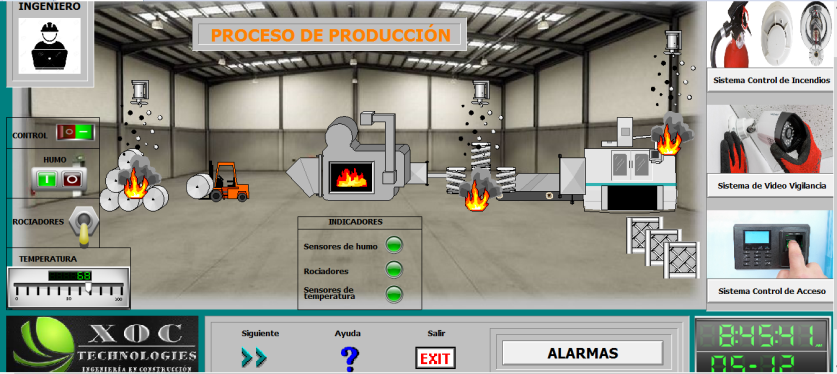 INGENIERO
PROCESO DE PRODUCCIÓN
Sistema Control de Incendios
CONTROL
HUMO
Sistema de Video Vigilancia
ROCIADORES
INDICADORES
Sensores de humo
Rociadores
Sensores de
temperatura
TEMPERATURA
68
0
20
100
Sistema Control de Acceso
XOC
TECHNOLOGIES
INGENIERÍA EN CONSTRUCCIÓN
Siguiente
Ayuda
Salir
>>
?
EXIT
ALARMAS
8:45:41
05-12